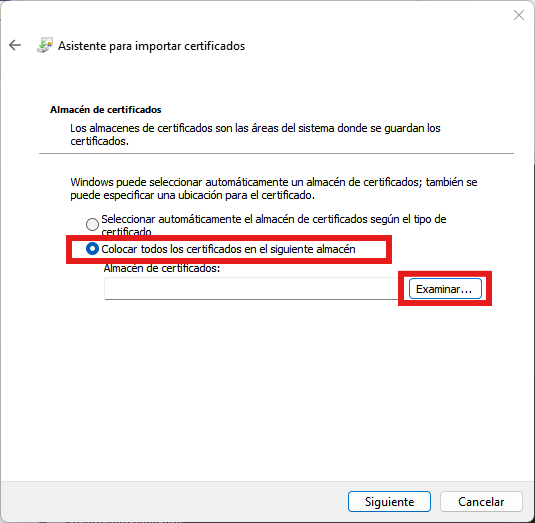 Asistente para importar certificados
Almacén de certificados
Los almacenes de certificados son las áreas del sistema donde se guardan los
certificados.
Windows puede seleccionar automáticamente un almacén de certificados; también se
puede especificar una ubicación para el certificado.
Seleccionar automáticamente el almacén de certificados según el tipo de
certificado
Colocar todos los certificados en el siguiente almacén
Almacén de certificados:
Examinar...
Siguiente
Cancelar